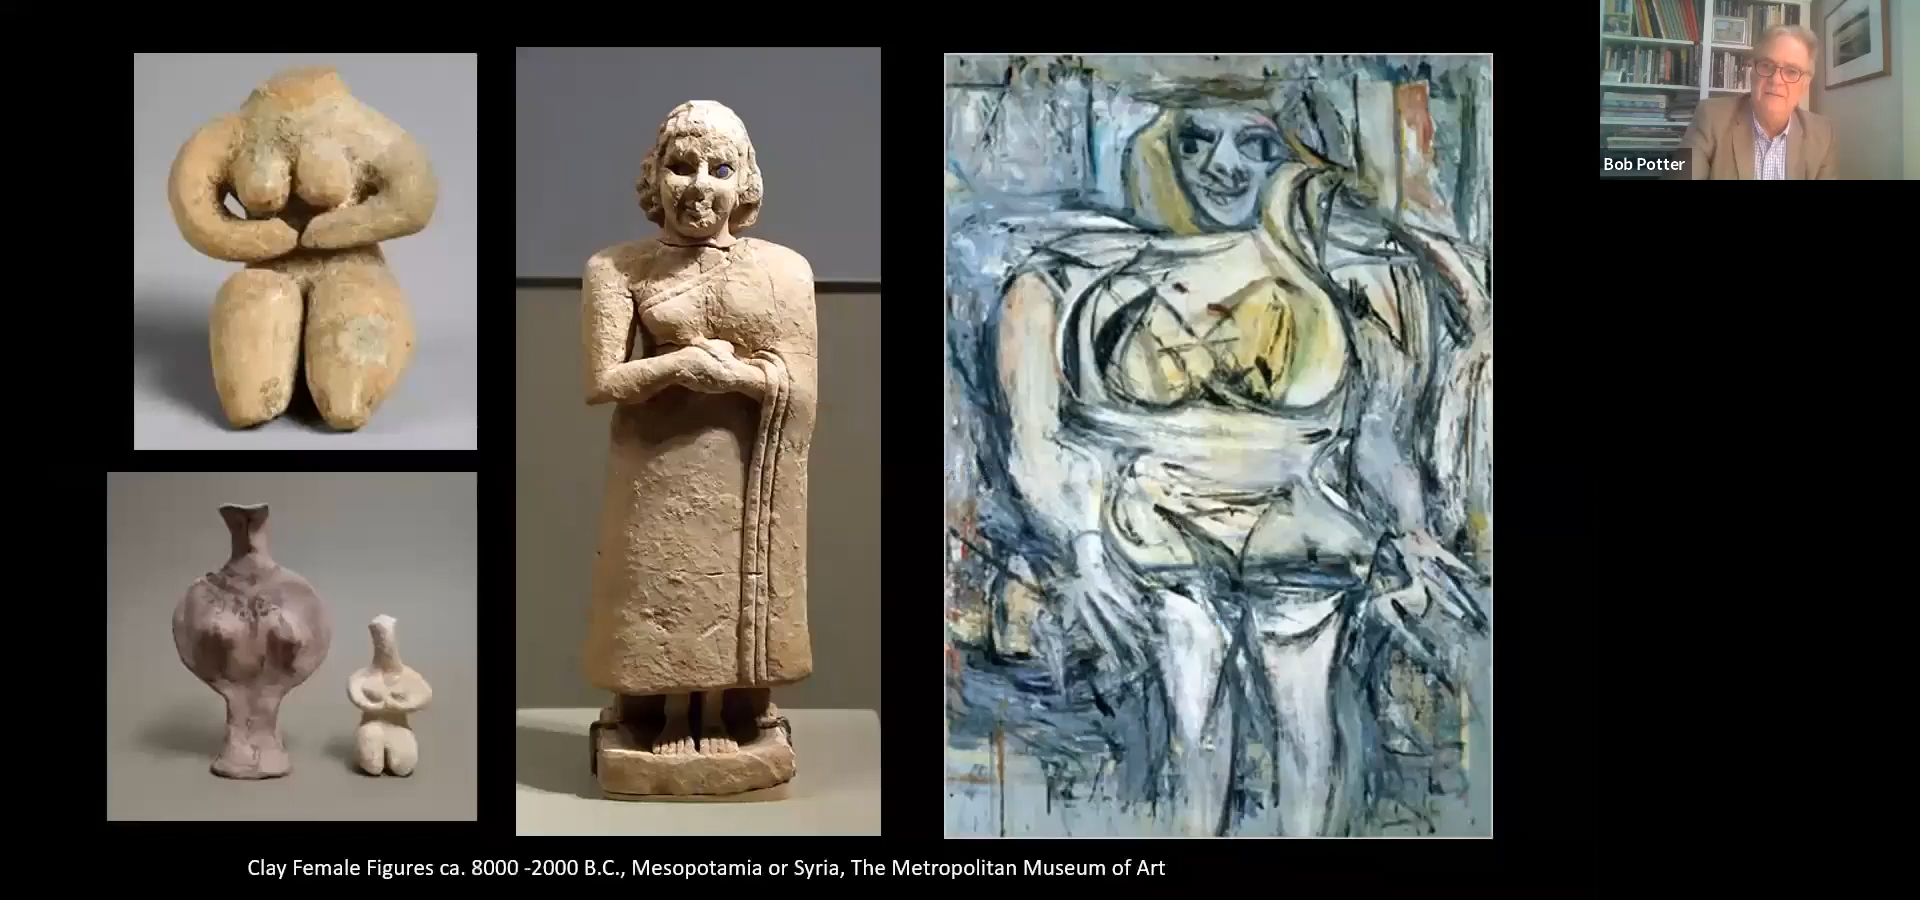 Bob Potter
Clay Female Figures ca. 8000 -2000 B.C., Mesopotamia or Syria, The Metropolitan Museum of Art